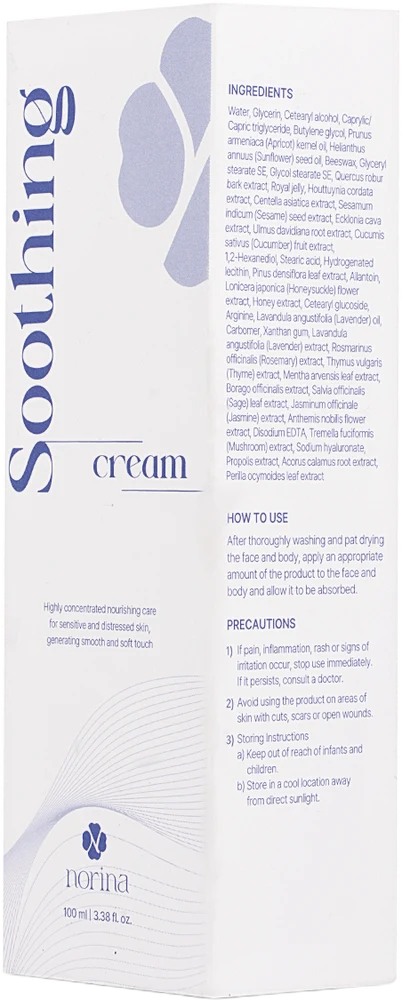 Soothing
cream
Highly concentrated nourishing care
for sensitive and distressed skin,
generating smooth and soft touch
norina
100 ml | 3.38 fl. oz.
INGREDIENTS
Water, Glycerin, Cetearyl alcohol, Caprylic/
Capric triglyceride, Butylene glycol, Prunus
armeniaca (Apricot) kernel oil, Helianthus
annuus (Sunflower) seed oil, Beeswax, Glyceryl
stearate SE, Glycol stearate SE, Quercus robur
bark extract, Royal jelly, Houttuynia cordata
extract, Centella asiatica extract, Sesamum
indicum (Sesame) seed extract, Ecklonia cava
extract, Ulmus davidiana root extract, Cucumis
sativus (Cucumber) fruit extract,
1,2-Hexanediol, Stearic acid, Hydrogenated
lecithin, Pinus densiflora leaf extract, Allantoin,
Lonicera japonica (Honeysuckle) flower
extract, Honey extract, Cetearyl glucoside,
Arginine, Lavandula angustifolia (Lavender) oil,
Carbomer, Xanthan gum, Lavandula
angustifolia (Lavender) extract, Rosmarinus
officinalis (Rosemary) extract, Thymus vulgaris
(Thyme) extract, Mentha arvensis leaf extract,
Borago officinalis extract, Salvia officinalis
(Sage) leaf extract, Jasminum officinale
(Jasmine) extract, Anthemis nobilis flower
extract, Disodium EDTA, Tremella fuciformis
(Mushroom) extract, Sodium hyaluronate,
Propolis extract, Acorus calamus root extract,
Perilla ocymoides leaf extract
HOW TO USE
After thoroughly washing and pat drying
the face and body, apply an appropriate
amount of the product to the face and
body and allow it to be absorbed.
PRECAUTIONS
1) If pain, inflammation, rash or signs of
irritation occur, stop use immediately.
If it persists, consult a doctor.
2) Avoid using the product on areas of
skin with cuts, scars or open wounds.
3) Storing Instructions
a) Keep out of reach of infants and
children.
b) Store in a cool location away
from direct sunlight.